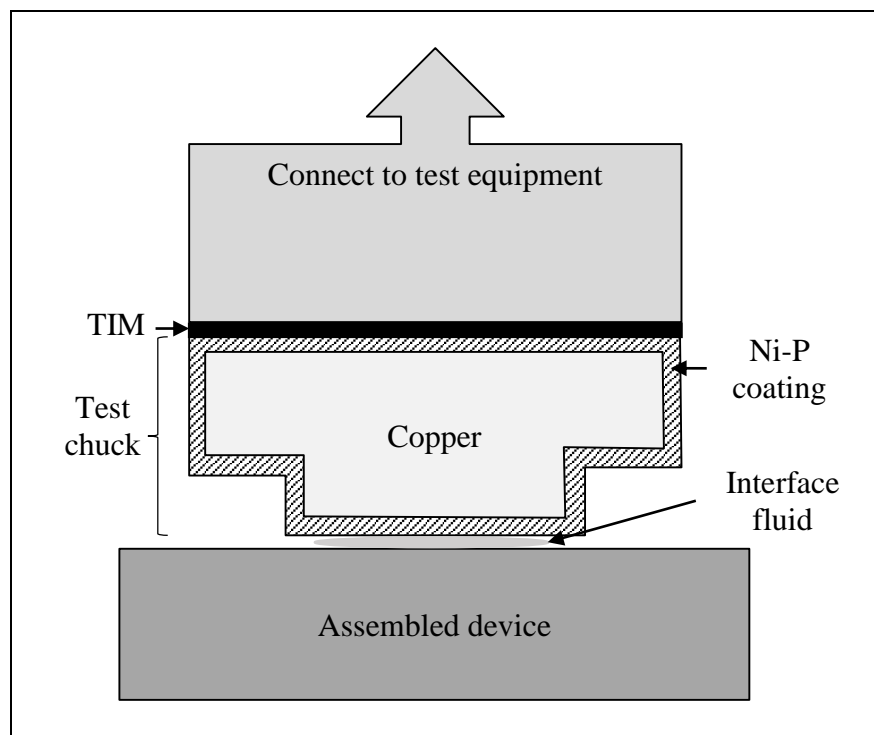 Connect to test equipment
TIM
Ni-P
coating
Test
chuck
Copper
Interface
fluid
Assembled device